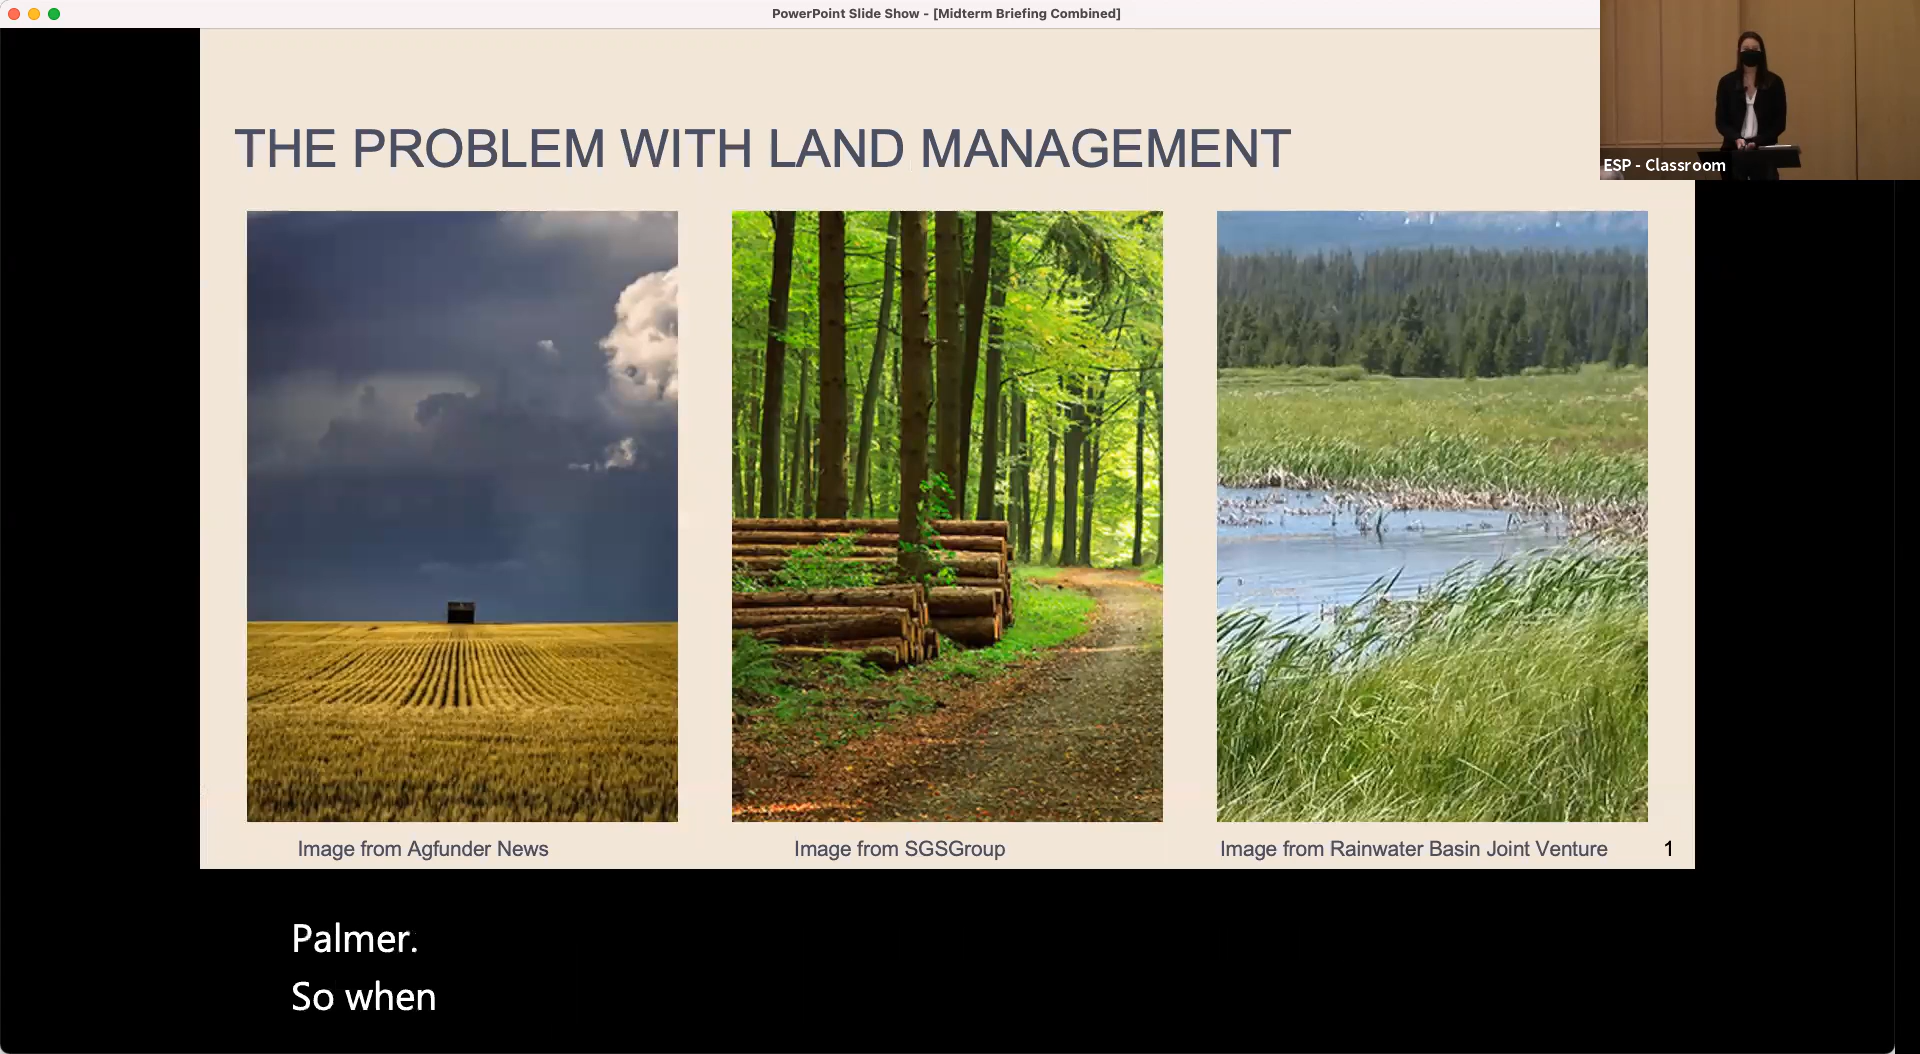 PowerPoint Slide Show - [Midterm Briefing Combined]
THE PROBLEM WITH LAND MANAGEMENT
ESP - Classroom
Image from Agfunder News
Image from SGSGroup
Image from Rainwater Basin Joint Venture
1
Palmer.
So when